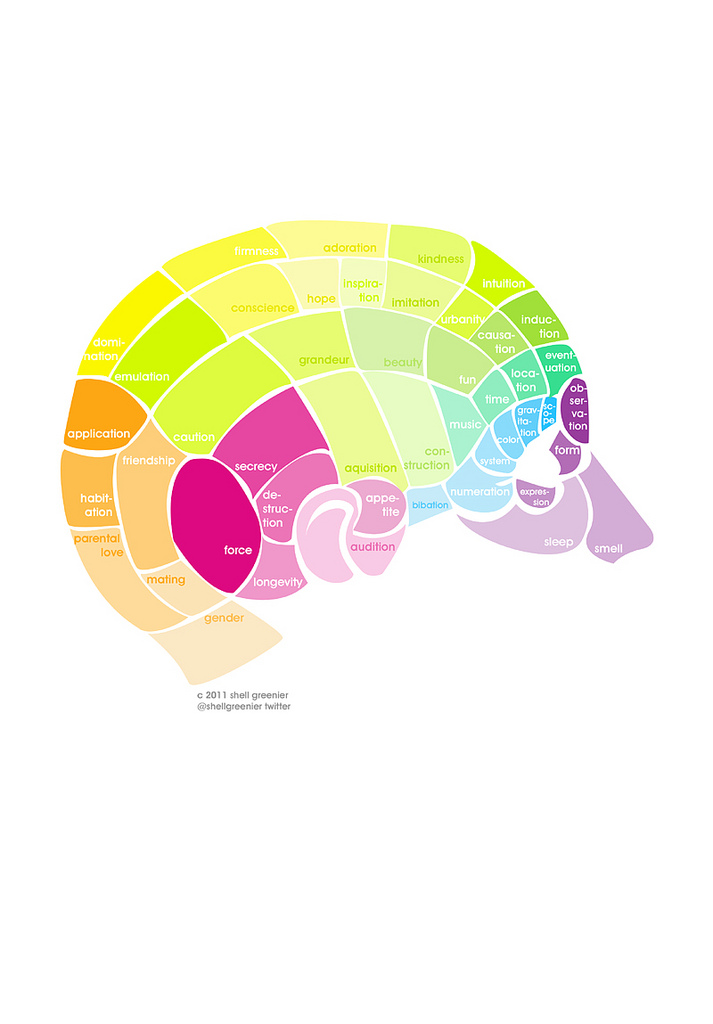 firmness
adoration
kindness
intuition
conscience
hope
inspira-
tion
imitation
urbanity
induc-
tion
domi-
nation
emulation
causa-
tion
event-
uation
grandeur
beauty
fun
loca-
tion
time
ob-
ser-
va-
tion
sc-
o-
pe
grav-
ita-
tion
application
caution
music
color
friendship
secrecy
aquisition
con-
struction
system
form
habit-
ation
de-
struc-
tion
appe-
tite
bibation
numeration
expres-
sion
parental
love
force
audition
sleep
smell
mating
longevity
gender
c 2011 shell greenier
@shellgreenier twitter